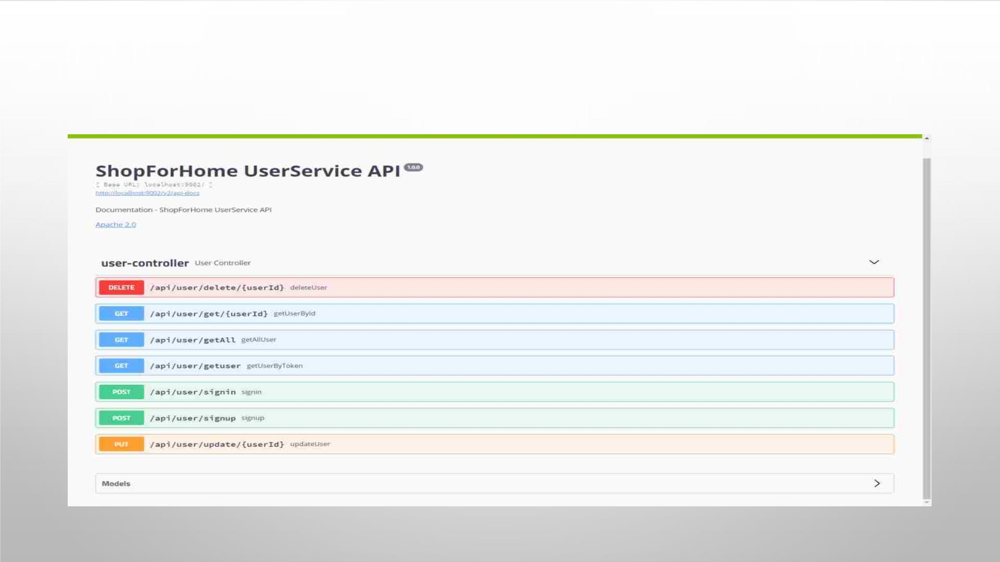 ShopForHome UserService API 1.0.0
[ Base URL: localhost:9002/ ]
http://localhost:9002/v2/api-docs
Documentation - ShopForHome UserService API
Apache 2.0
user-controller User Controller
DELETE /api/user/delete/{userId} deleteUser
GET /api/user/get/{userId} getUserById
GET /api/user/getAll getAllUser
GET /api/user/getuser getUserByToken
POST /api/user/signin signin
POST /api/user/signup signup
PUT /api/user/update/{userId} updateUser
Models